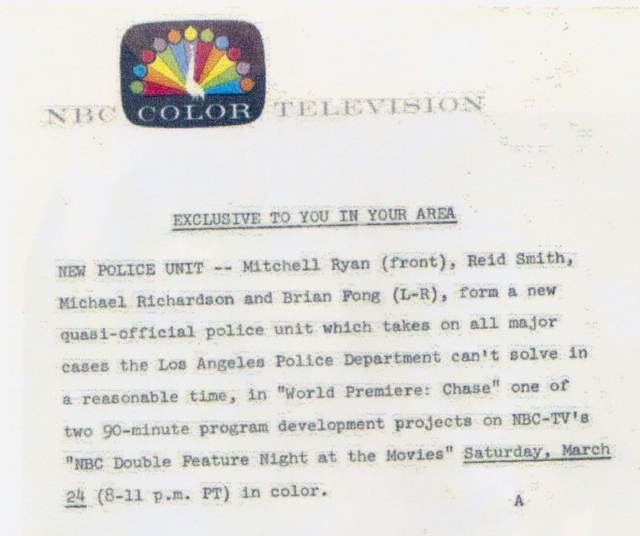 NBC COLOR TELEVISION
EXCLUSIVE TO YOU IN YOUR AREA
NEW POLICE UNIT -- Mitchell Ryan (front), Reid Smith,
Michael Richardson and Brian Fong (L-R), form a new
quasi-official police unit which takes on all major
cases the Los Angeles Police Department can't solve in
a reasonable time, in "World Premiere: Chase" one of
two 90-minute program development projects on NBC-TV's
"NBC Double Feature Night at the Movies" Saturday, March
24 (8-11 p.m. PT) in color.
A